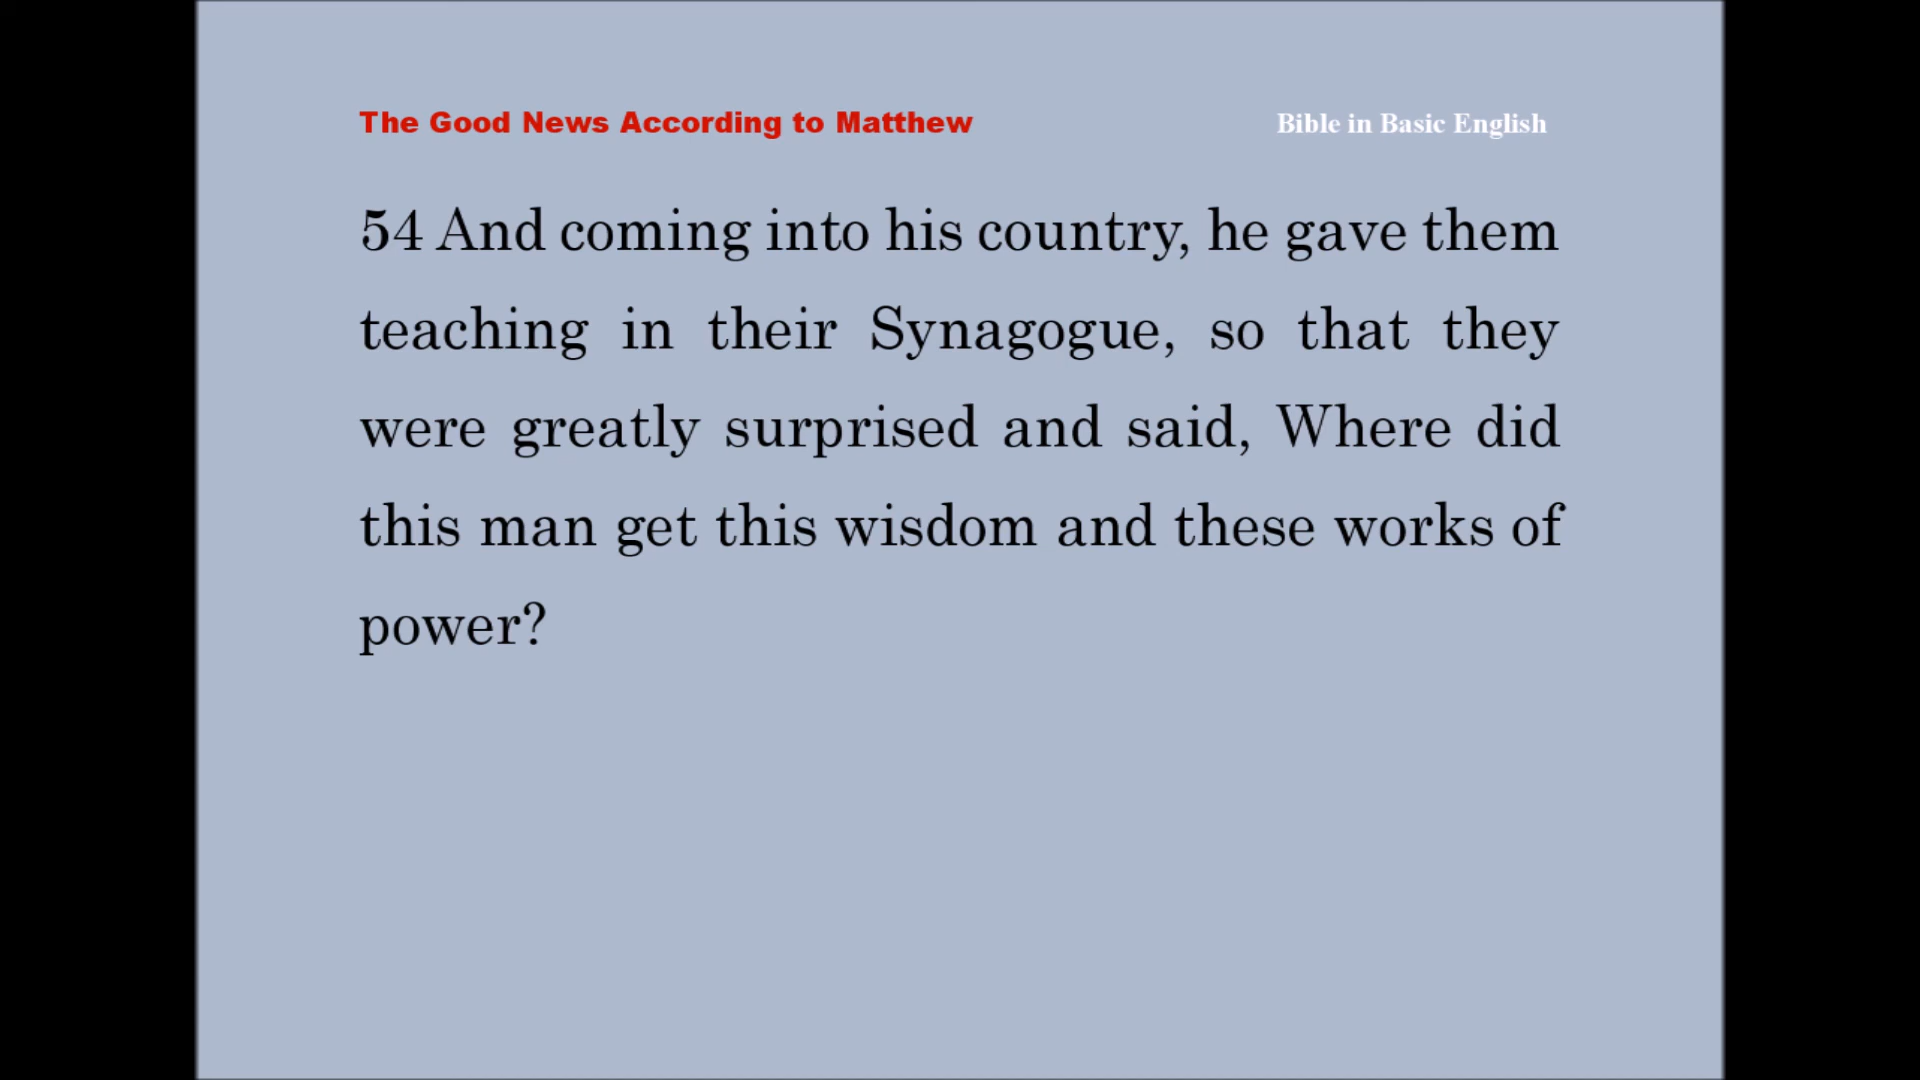 The Good News According to Matthew
Bible in Basic English
54 And coming into his country, he gave them
teaching in their Synagogue, so that they
were greatly surprised and said, Where did
this man get this wisdom and these works of
power?